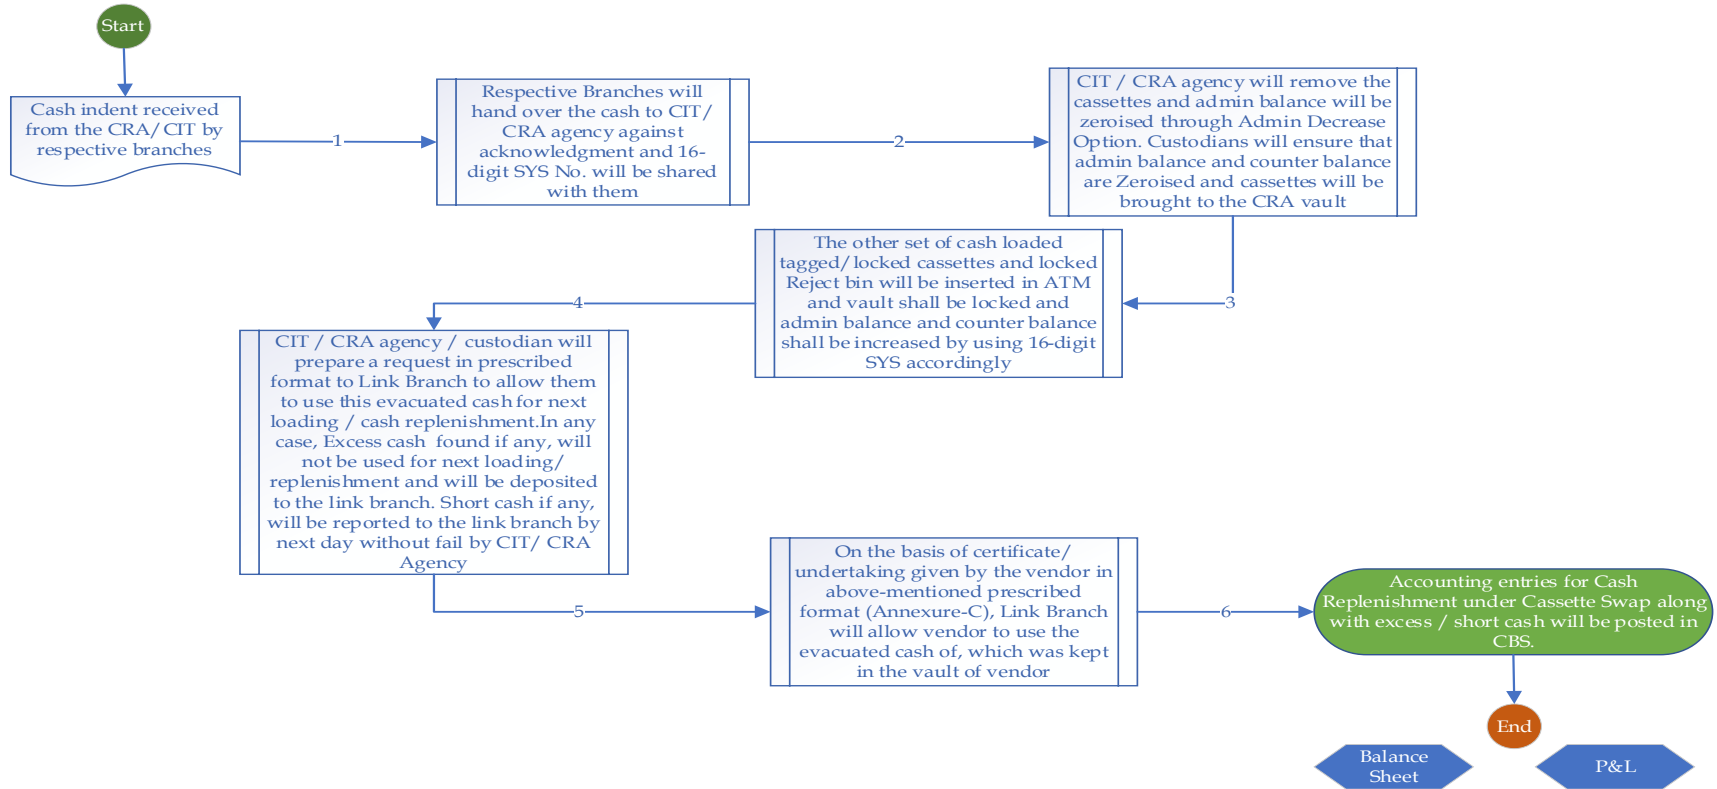 Start
Cash indent received
from the CRA/CIT by
respective branches
1
Respective Branches will
hand over the cash to CIT/
CRA agency against
acknowledgment and 16-
digit SYS No. will be shared
with them
2
CIT / CRA agency will remove the
cassettes and admin balance will be
zeroised through Admin Decrease
Option. Custodians will ensure that
admin balance and counter balance
are Zeroised and cassettes will be
brought to the CRA vault
3
The other set of cash loaded
tagged/locked cassettes and locked
Reject bin will be inserted in ATM
and vault shall be locked and
admin balance and counter balance
shall be increased by using 16-digit
SYS accordingly
4
CIT / CRA agency / custodian will
prepare a request in prescribed
format to Link Branch to allow them
to use this evacuated cash for next
loading / cash replenishment.In any
case, Excess cash found if any, will
not be used for next loading/
replenishment and will be deposited
to the link branch. Short cash if any,
will be reported to the link branch by
next day without fail by CIT/ CRA
Agency
5
On the basis of certificate/
undertaking given by the vendor in
above-mentioned prescribed
format (Annexure-C), Link Branch
will allow vendor to use the
evacuated cash of, which was kept
in the vault of vendor
6
Accounting entries for Cash
Replenishment under Cassette Swap along
with excess / short cash will be posted in
CBS.
End
Balance
Sheet
P&L